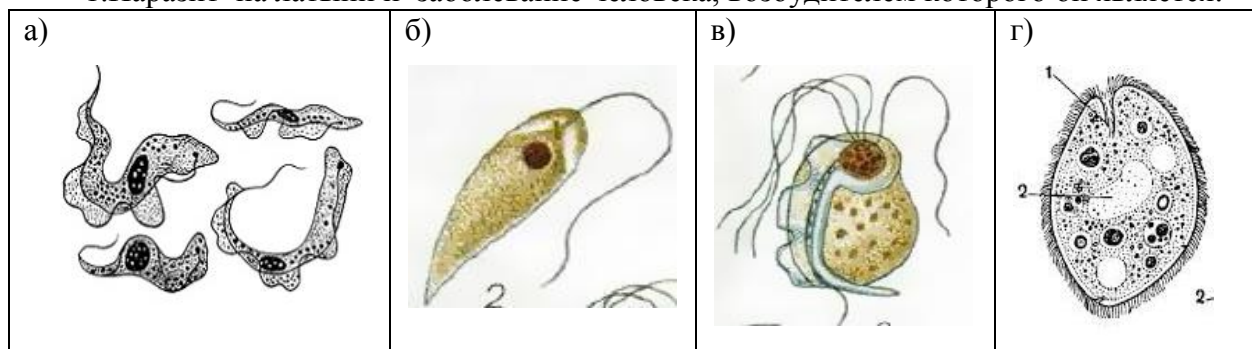 1.Паразит на латыни и заболевание человека, возбудителем которого он является.
а) б) в) г)
1
2
2-
2